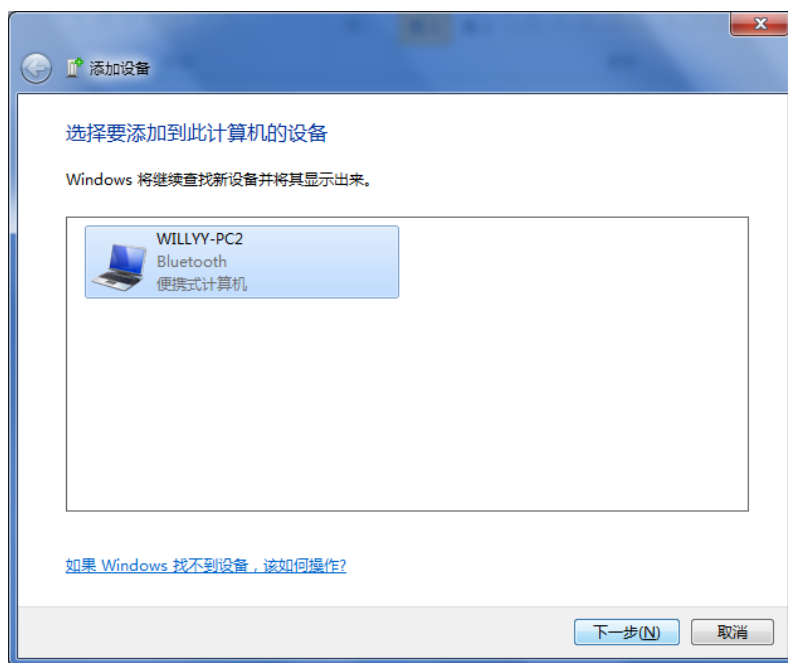 添加设备
选择要添加到此计算机的设备
Windows 将继续查找新设备并将其显示出来。
WILLYY-PC2
Bluetooth
便携式计算机
如果 Windows 找不到设备，该如何操作?
下一步(N)
取消